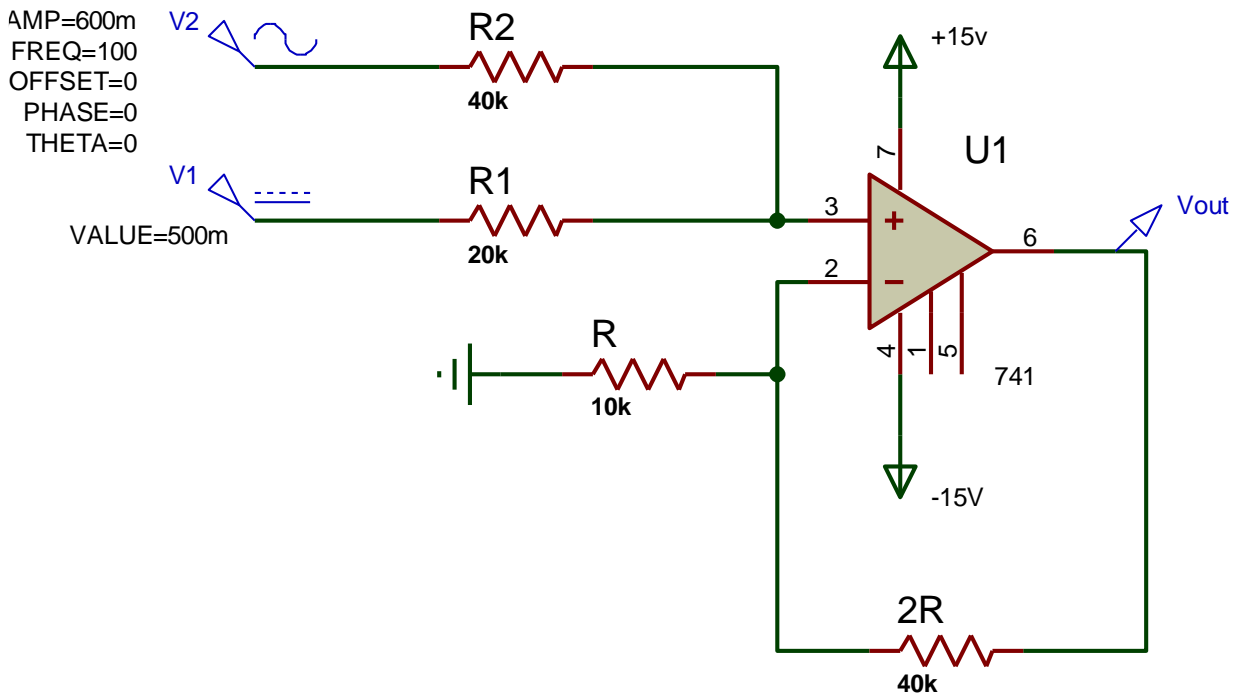 AMP=600m
FREQ=100
OFFSET=0
PHASE=0
THETA=0
V2
R2
40k
V1
VALUE=500m
R1
20k
+15v
7
U1
3
2
6
Vout
4
1
5
741
-15V
R
10k
2R
40k